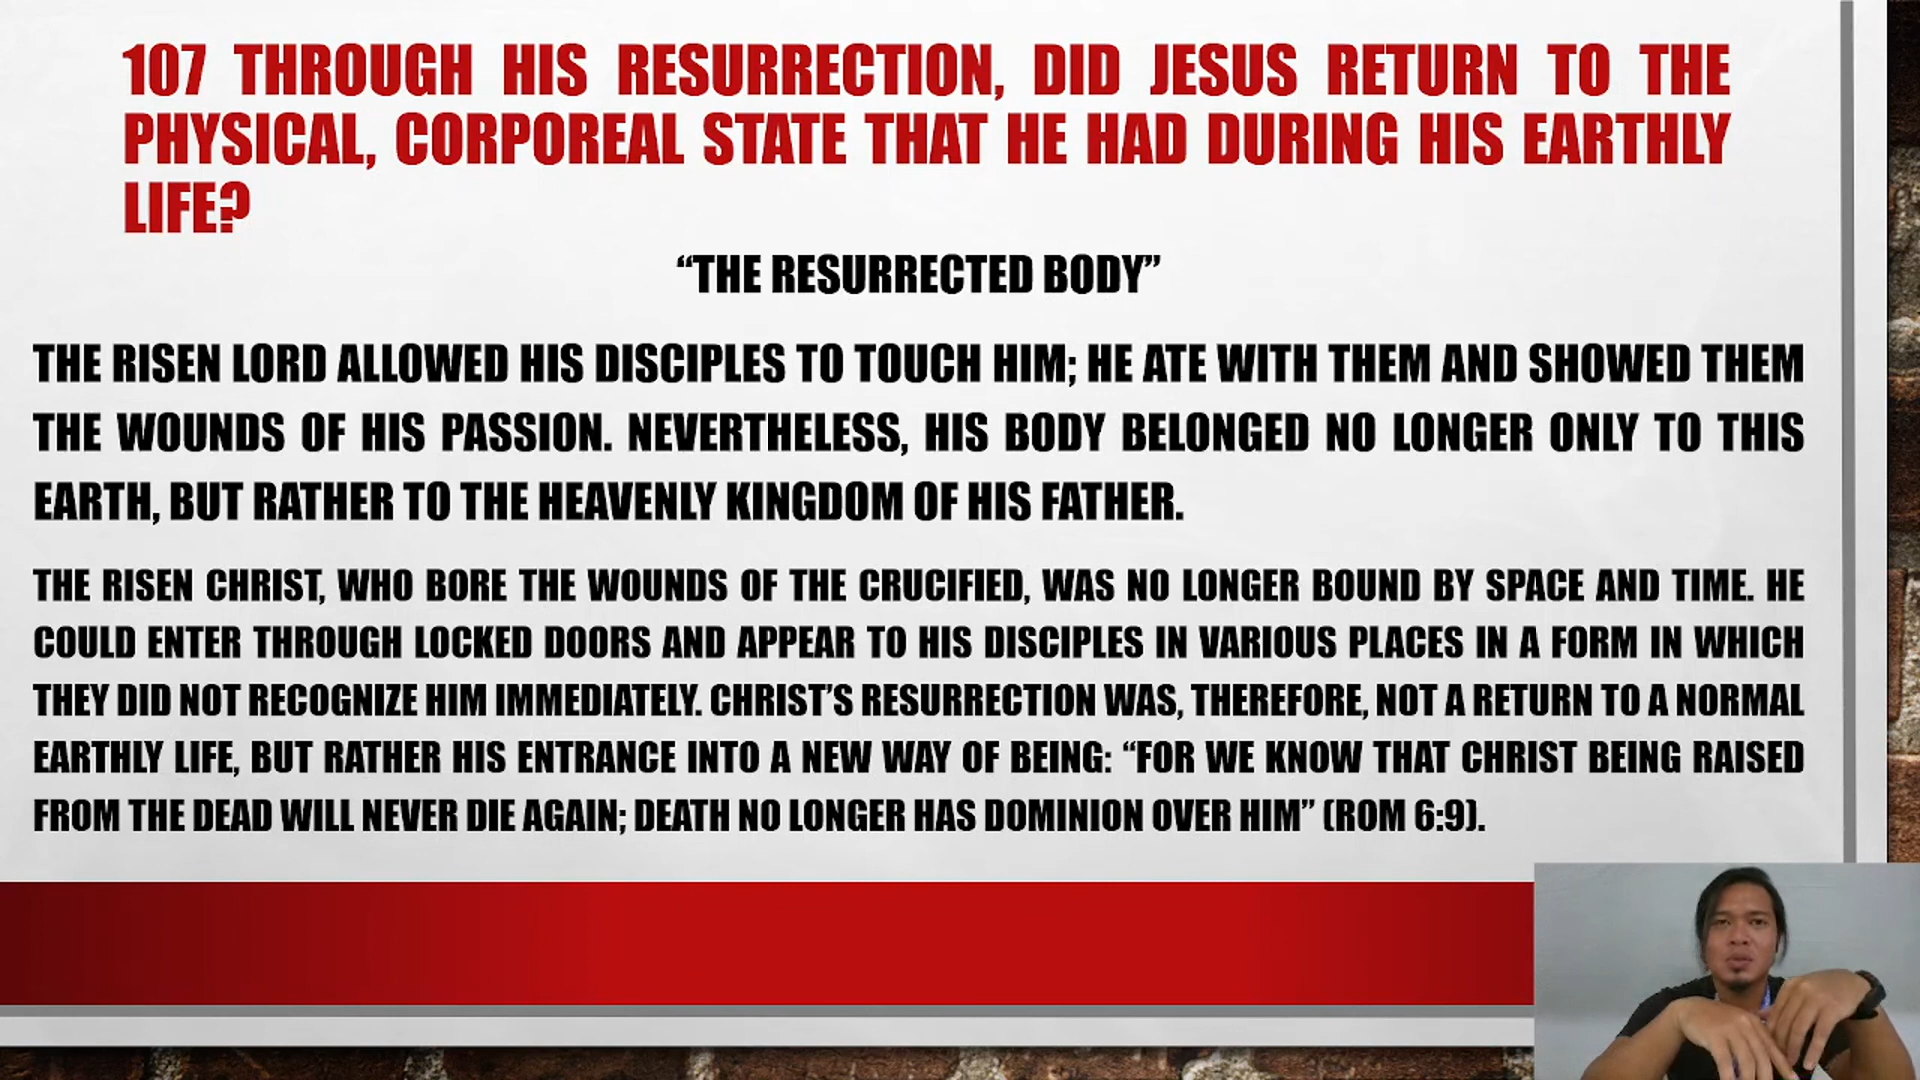 107 THROUGH HIS RESURRECTION, DID JESUS RETURN TO THE
PHYSICAL, CORPOREAL STATE THAT HE HAD DURING HIS EARTHLY
LIFE?
“THE RESURRECTED BODY”
THE RISEN LORD ALLOWED HIS DISCIPLES TO TOUCH HIM; HE ATE WITH THEM AND SHOWED THEM
THE WOUNDS OF HIS PASSION. NEVERTHELESS, HIS BODY BELONGED NO LONGER ONLY TO THIS
EARTH, BUT RATHER TO THE HEAVENLY KINGDOM OF HIS FATHER.
THE RISEN CHRIST, WHO BORE THE WOUNDS OF THE CRUCIFIED, WAS NO LONGER BOUND BY SPACE AND TIME. HE
COULD ENTER THROUGH LOCKED DOORS AND APPEAR TO HIS DISCIPLES IN VARIOUS PLACES IN A FORM IN WHICH
THEY DID NOT RECOGNIZE HIM IMMEDIATELY. CHRIST’S RESURRECTION WAS, THEREFORE, NOT A RETURN TO A NORMAL
EARTHLY LIFE, BUT RATHER HIS ENTRANCE INTO A NEW WAY OF BEING: “FOR WE KNOW THAT CHRIST BEING RAISED
FROM THE DEAD WILL NEVER DIE AGAIN; DEATH NO LONGER HAS DOMINION OVER HIM” (ROM 6:9).